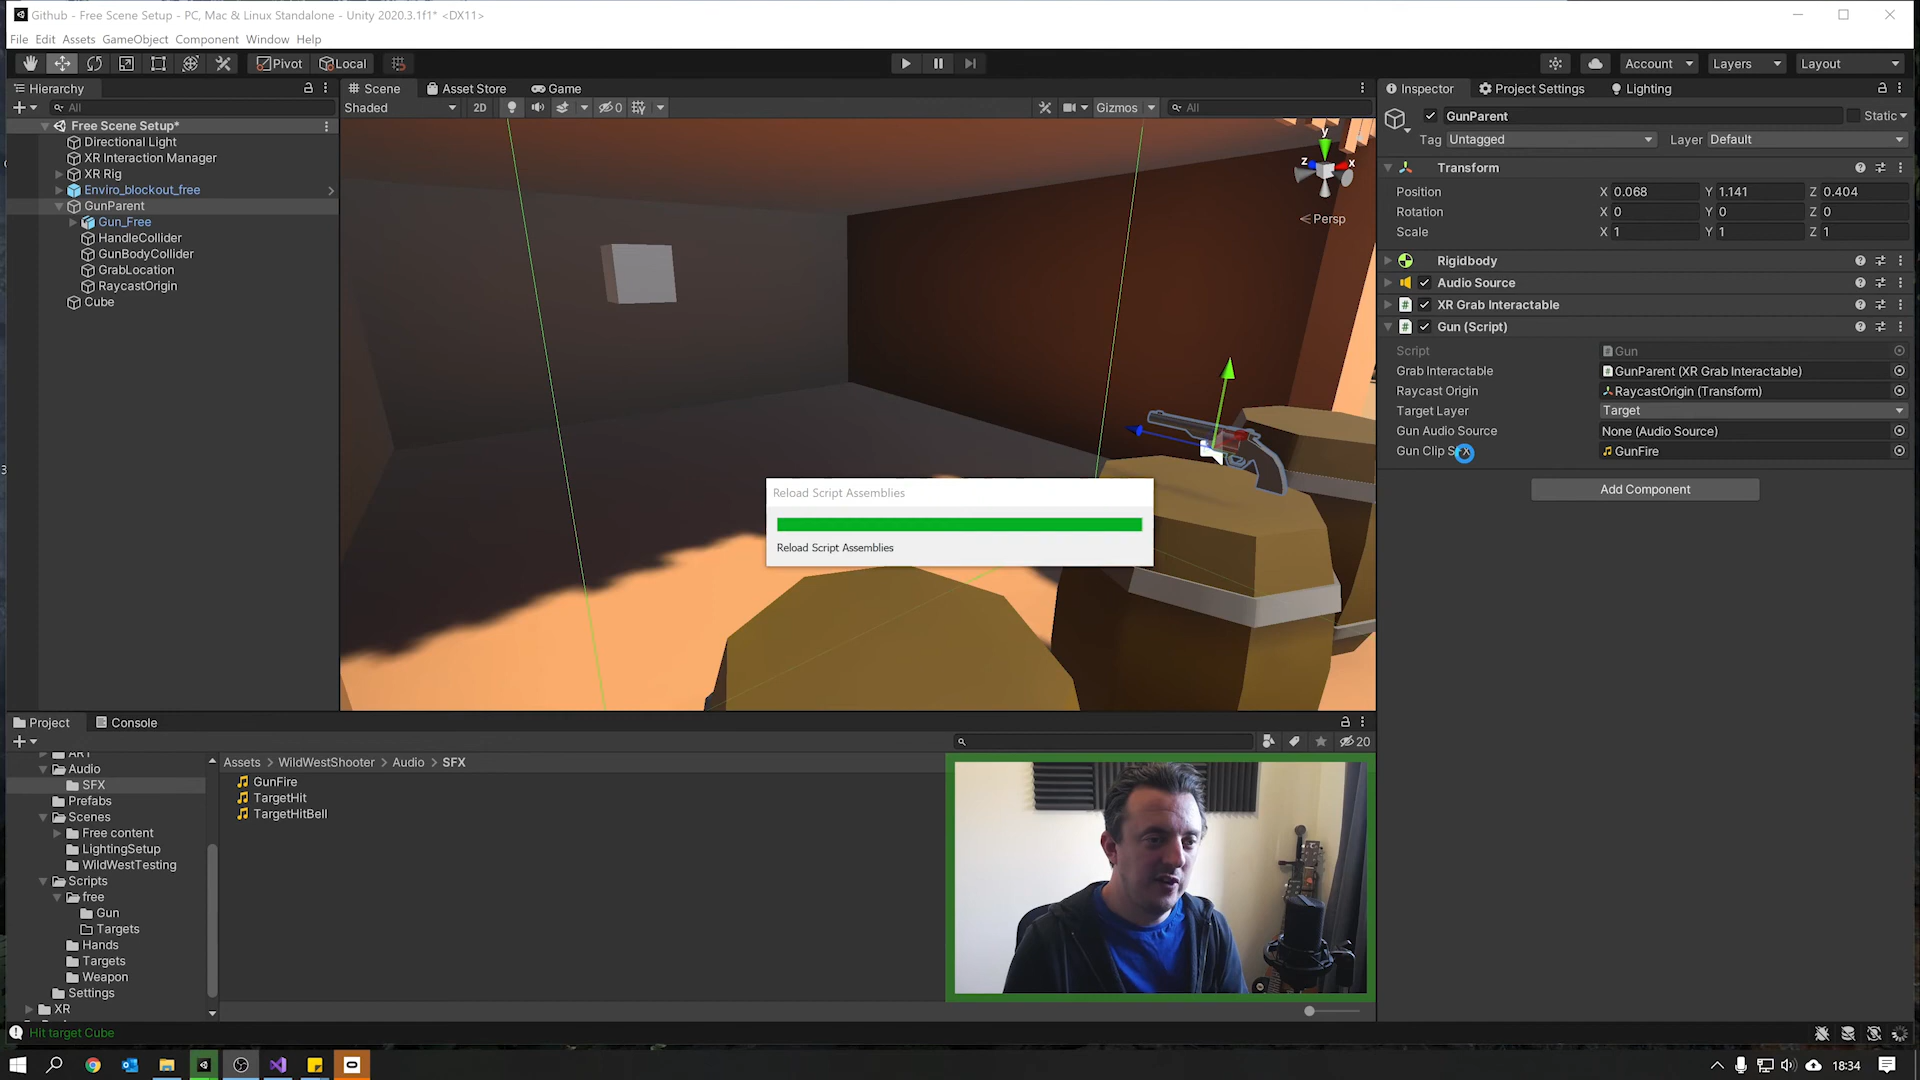 Github - Free Scene Setup - PC, Mac & Linux Standalone - Unity 2020.3.1f1* <DX11>
File Edit Assets GameObject Component Window Help
Pivot Local Account Layers Layout
Hierarchy
All
Free Scene Setup*
Directional Light
XR Interaction Manager
XR Rig
Enviro_blockout_free
GunParent
Gun_Free
HandleCollider
GunBodyCollider
GrabLocation
RaycastOrigin
Cube
Scene Asset Store Game
Shaded 2D 0 Gizmos All
y
z x
Persp
Reload Script Assemblies
Reload Script Assemblies
Inspector Project Settings Lighting
GunParent Static
Tag Untagged Layer Default
Transform
Position X 0.068 Y 1.141 Z 0.404
Rotation X 0 Y 0 Z 0
Scale X 1 Y 1 Z 1
Rigidbody
Audio Source
XR Grab Interactable
Gun (Script)
Script Gun
Grab Interactable GunParent (XR Grab Interactable)
Raycast Origin RaycastOrigin (Transform)
Target Layer Target
Gun Audio Source None (Audio Source)
Gun Clip SFX GunFire
Add Component
Project Console
20
ART
Audio
SFX
Prefabs
Scenes
Free content
LightingSetup
WildWestTesting
Scripts
free
Gun
Targets
Hands
Targets
Weapon
Settings
XR
Assets > WildWestShooter > Audio > SFX
GunFire
TargetHit
TargetHitBell
Hit target Cube
18:34